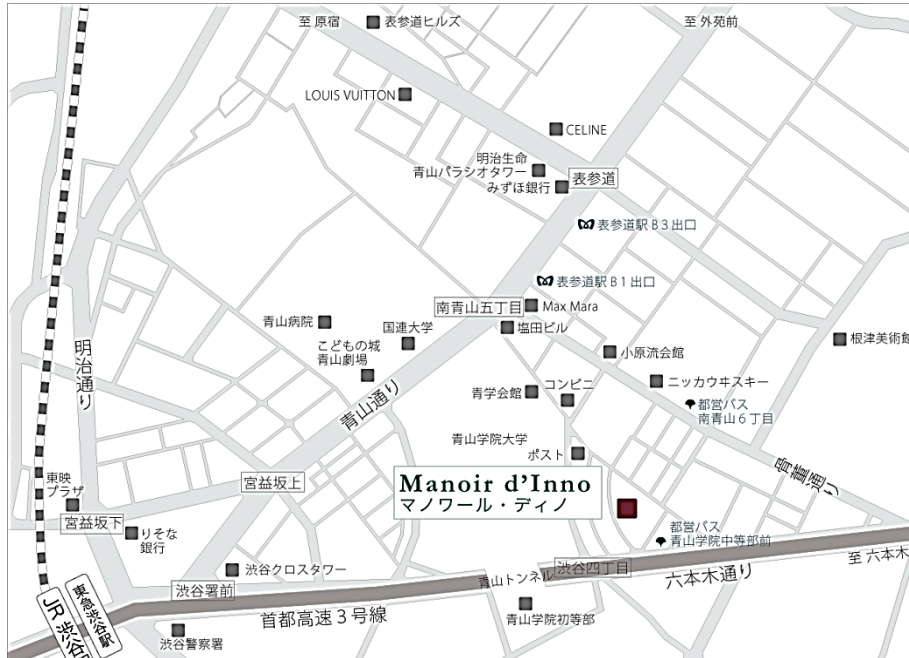 至 原宿
表参道ヒルズ
至 外苑前
LOUIS VUITTON
CELINE
明治生命
青山パラシオタワー
みずほ銀行
表参道
表参道駅 B 3 出口
表参道駅 B 1 出口
南青山五丁目
Max Mara
塩田ビル
青山病院
国連大学
こどもの城
青山劇場
小原流会館
根津美術館
ニッカウヰスキー
明治通り
青山通り
青学会館
コンビニ
都営バス
南青山 6 丁目
青山学院大学
ポスト
骨董通り
Manoir d'Inno
マノワール・ディノ
東映
プラザ
宮益坂上
宮益坂下
りそな
銀行
都営バス
青山学院中等部前
渋谷クロスタワー
渋谷署前
青山トンネル
渋谷四丁目
六本木通り
至 六本木
首都高速 3 号線
青山学院初等部
渋谷警察署
東急渋谷駅
JR 渋谷